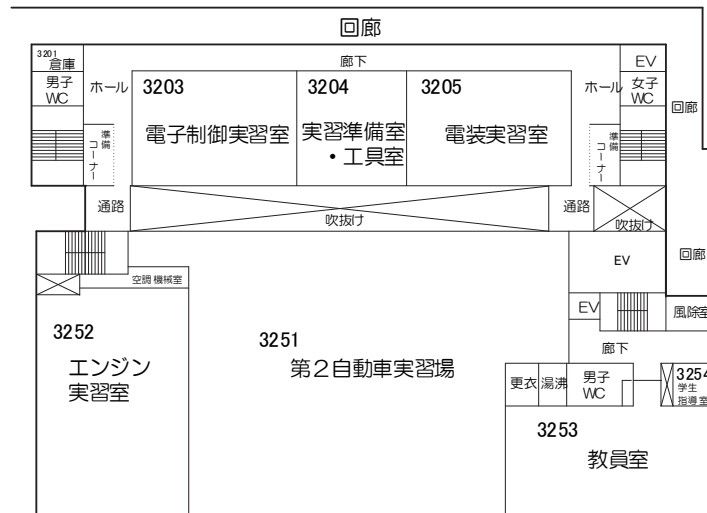 回廊
3201
倉庫
廊下
EV
男子
WC
ホール
3203
3204
3205
ホール
女子
WC
回廊
電子制御実習室
実習準備室
・工具室
電装実習室
準備
コーナー
準備
コーナー
通路
通路
吹抜け
吹抜け
EV
回廊
空調機械室
EV
風除室
3252
エンジン
実習室
3251
第2自動車実習場
廊下
更衣
湯沸
男子
WC
3254
学生
指導室
3253
教員室